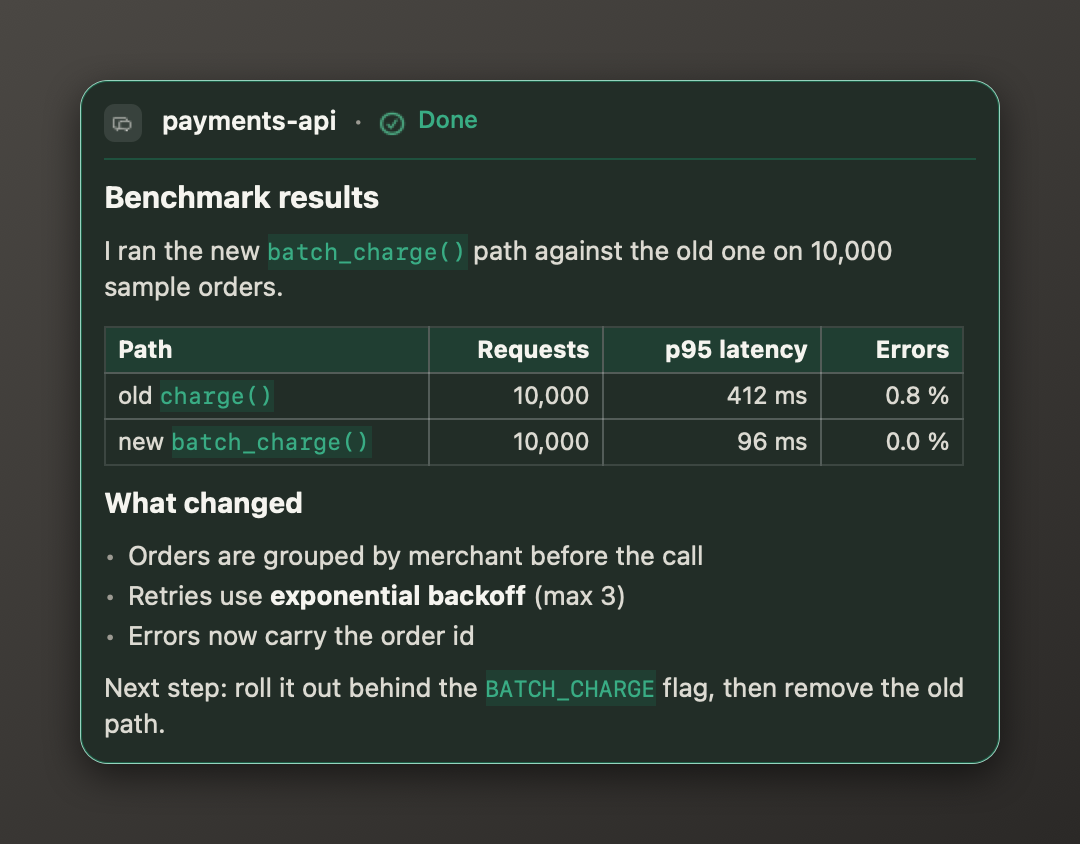 payments-api · Done
Benchmark results
I ran the new batch_charge() path against the old one on 10,000
sample orders.
Path Requests p95 latency Errors
old charge() 10,000 412 ms 0.8 %
new batch_charge() 10,000 96 ms 0.0 %
What changed
• Orders are grouped by merchant before the call
• Retries use exponential backoff (max 3)
• Errors now carry the order id
Next step: roll it out behind the BATCH_CHARGE flag, then remove the old
path.